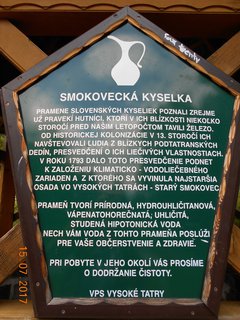 SMOKOVECKÁ KYSELKA
PRAMENE SLOVENSKÝCH KYSELIEK POZNALI ZREJME
UŽ PRAVEKÍ HUTNÍCI, KTORÍ V ICH BLÍZKOSTI NIEKOĽKO
STOROČÍ PRED NAŠIM LETOPOČTOM TAVILI ŽELEZO.
OD HISTORICKEJ KOLONIZÁCIE V 13. STOROČÍ ICH
NAVŠTEVOVALI ĽUDIA Z BLÍZKYCH PODTATRANSKÝCH
DEDÍN, PRESVEDČENÍ O ICH LIEČIVÝCH VLASTNOSTIACH.
V ROKU 1793 DALO TOTO PRESVEDČENIE PODNET
K ZALOŽENIU KLIMATICKO - VODOLIEČEBNÉHO
ZARIADENIA Z KTORÉHO SA VYVINULA NAJSTARŠIA
OSADA VO VYSOKÝCH TATRÁCH - STARÝ SMOKOVEC
PRAMEŇ TVORÍ PRÍRODNÁ, HYDROUHLIČITANOVÁ,
VÁPENATOHOREČNATÁ, UHLIČITÁ,
STUDENÁ HIPOTONICKÁ VODA
NECH VÁM VODA Z TOHTO PRAMEŇA POSLÚŽI
PRE VAŠE OBČERSTVENIE A ZDRAVIE.
PRI POBYTE V JEHO OKOLÍ VÁS PROSÍME
O DODRŽANIE ČISTOTY.
VPS VYSOKÉ TATRY
15/07/2017